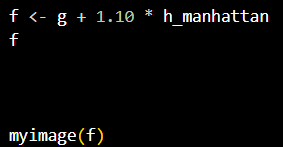 f <- g + 1.10 * h_manhattan
f
myimage(f)